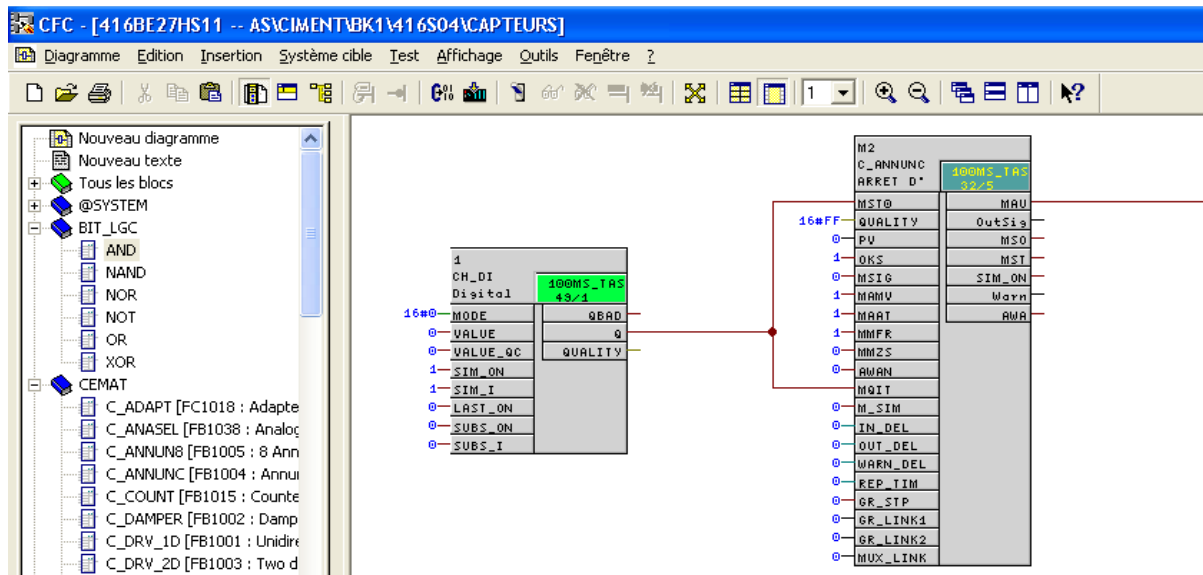 CFC - [416BE27HS11 -- AS\CIMENT\BK1\416S04\CAPTEURS]
Diagramme Edition Insertion Système cible Test Affichage Outils Fenêtre ?
1
Nouveau diagramme
Nouveau texte
Tous les blocs
@SYSTEM
BIT_LGC
AND
NAND
NOR
NOT
OR
XOR
CEMAT
C_ADAPT [FC1018 : Adapte
C_ANASEL [FB1038 : Analog
C_ANNUN8 [FB1005 : 8 Ann
C_ANNUNC [FB1004 : Annu
C_COUNT [FB1015 : Counte
C_DAMPER [FB1002 : Damp
C_DRV_1D [FB1001 : Unidire
C_DRV_2D [FB1003 : Two d
1
CH_DI
Digital
100MS_TAS
49/1
16#0 MODE QBAD
0 VALUE Q
0 VALUE_QC QUALITY
1 SIM_ON
1 SIM_I
0 LAST_ON
0 SUBS_ON
0 SUBS_I
M2
C_ANNUNC
ARRET D'
100MS_TAS
32/5
MST0 MAU
16#FF QUALITY OutSig
0 PV MSO
1 OKS MST
0 MSIG SIM_ON
1 MAMV Warn
1 MAAT AWA
1 MMFR
0 MMZS
0 AWAN
MQIT
0 M_SIM
0 IN_DEL
0 OUT_DEL
0 WARN_DEL
0 REP_TIM
0 GR_STP
0 GR_LINK1
0 GR_LINK2
0 MUX_LINK